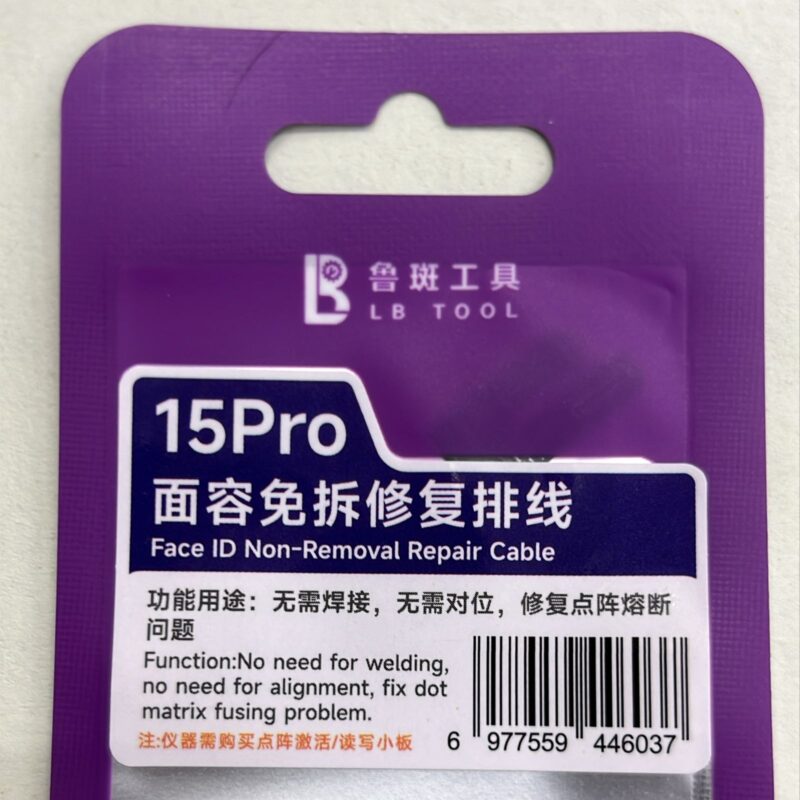 鲁斑工具
LB TOOL
15Pro
面容免拆修复排线
Face ID Non-Removal Repair Cable
功能用途：无需焊接，无需对位，修复点阵熔断
问题
Function:No need for welding,
no need for alignment, fix dot
matrix fusing problem.
注:仪器需购买点阵激活/读写小板
6 977559 446037